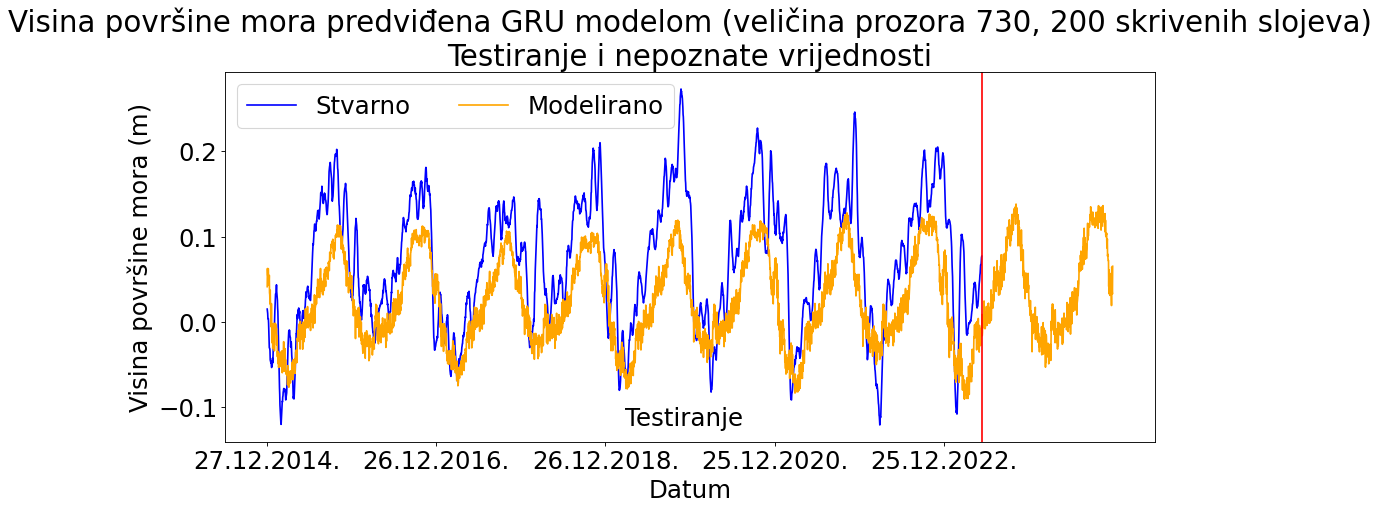 Visina površine mora predviđena GRU modelom (veličina prozora 730, 200 skrivenih slojeva)
Testiranje i nepoznate vrijednosti
Stvarno
Modelirano
Visina površine mora (m)
0.2
0.1
0.0
−0.1
Testiranje
27.12.2014.
26.12.2016.
26.12.2018.
25.12.2020.
25.12.2022.
Datum